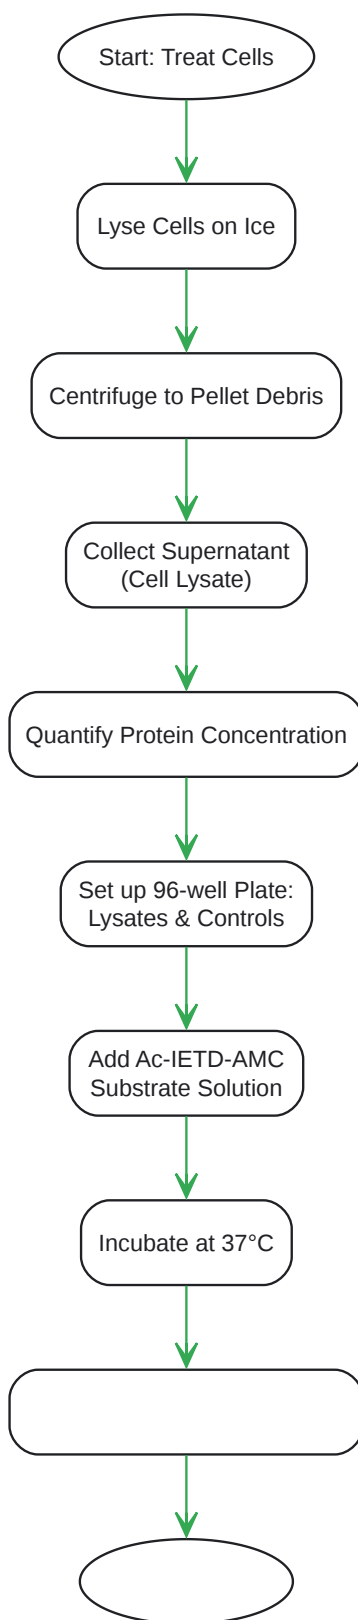 Start: Treat Cells
Lyse Cells on Ice
Centrifuge to Pellet Debris
Collect Supernatant
(Cell Lysate)
Quantify Protein Concentration
Set up 96-well Plate:
Lysates & Controls
Add Ac-IETD-AMC
Substrate Solution
Incubate at 37°C